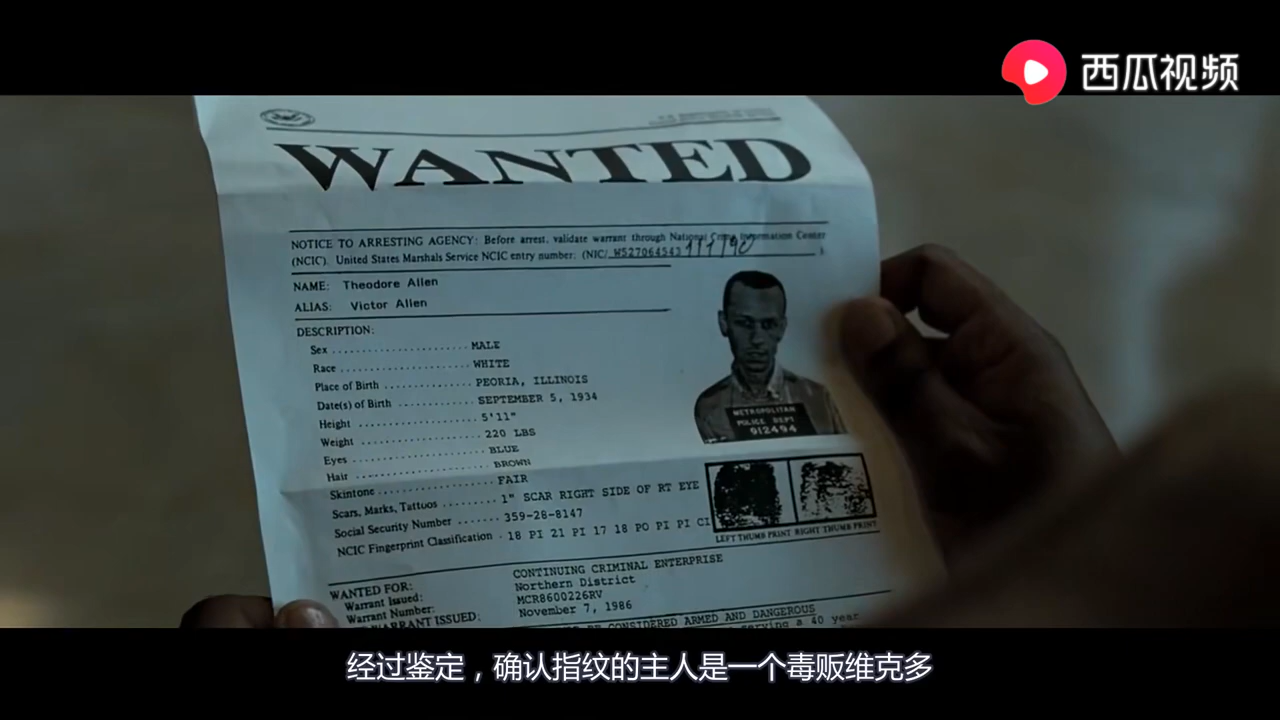 西瓜视频
WANTED
NOTICE TO ARRESTING AGENCY: Before arrest, validate warrant through National Crime Information Center
(NCIC). United States Marshals Service NCIC entry number: (NIC/ W527064543 ).
NAME: Theodore Allen
ALIAS: Victor Allen
DESCRIPTION:
Sex .................... MALE
Race .................... WHITE
Place of Birth .............. PEORIA, ILLINOIS
Date(s) of Birth ............ SEPTEMBER 5, 1934
Height .................... 5'11"
Weight .................... 220 LBS
Eyes .................... BLUE
Hair .................... BROWN
Skintone .................... FAIR
Scars, Marks, Tattoos ......... 1" SCAR RIGHT SIDE OF RT EYE
Social Security Number ....... 359-28-8147
NCIC Fingerprint Classification . 18 PI 21 PI 17 18 PO PI PI CI
METROPOLITAN
POLICE DEPT
912494
LEFT THUMB PRINT RIGHT THUMB PRINT
WANTED FOR: CONTINUING CRIMINAL ENTERPRISE
Warrant Issued: Northern District
Warrant Number: MCR8600226RV
WARRANT ISSUED: November 7, 1986
BE CONSIDERED ARMED AND DANGEROUS
serving a 40 year
经过鉴定，确认指纹的主人是一个毒贩维克多